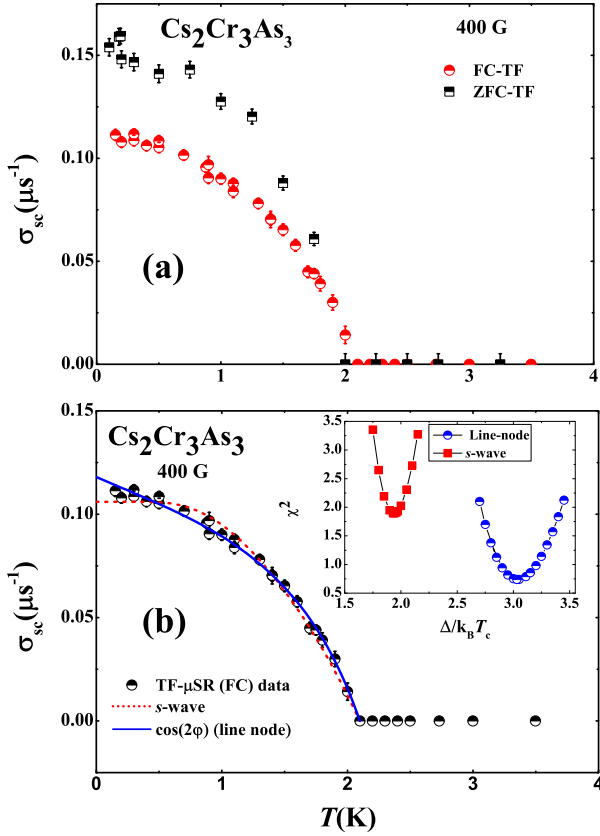 0.15
Cs2Cr3As3
400 G
FC-TF
ZFC-TF
0.10
σsc(μs-1)
0.05
(a)
0.00
0 1 2 3 4
0.15
Cs2Cr3As3
400 G
3.5
3.0
2.5
2.0
1.5
1.0
0.5
χ2
Line-node
s-wave
1.5 2.0 2.5 3.0 3.5
Δ/kBTc
0.10
σsc(μs-1)
0.05
(b)
TF-μSR (FC) data
s-wave
cos(2φ) (line node)
0.00
0 1 2 3 4
T(K)